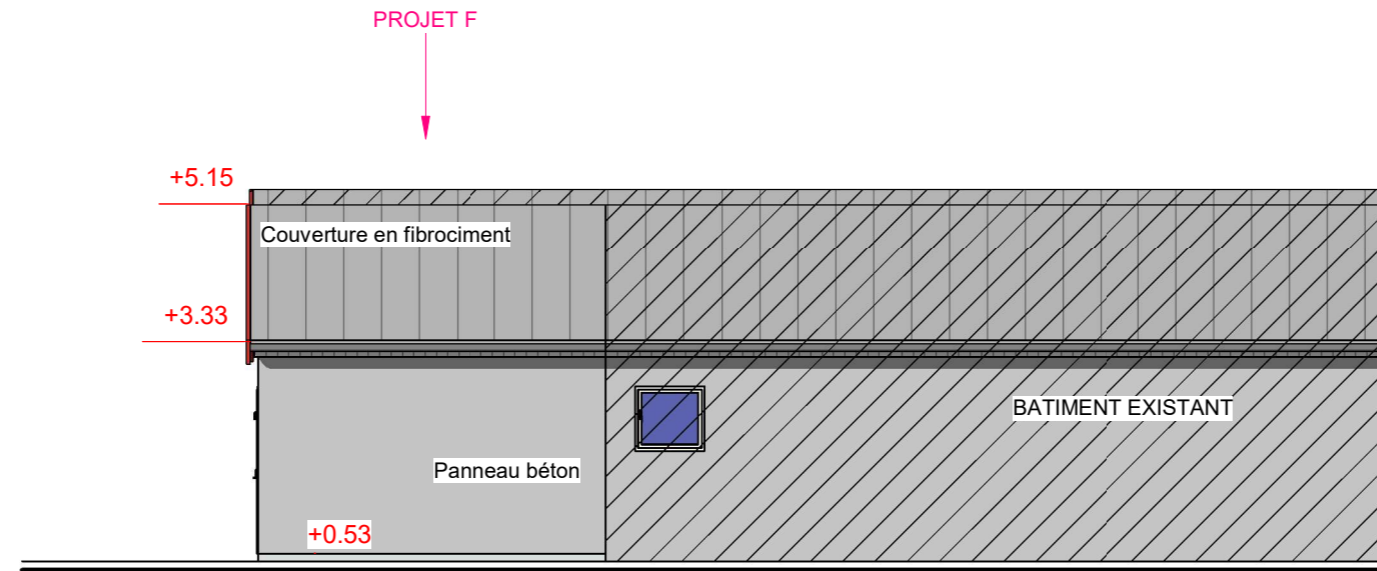 PROJET F
+5.15
Couverture en fibrociment
+3.33
BATIMENT EXISTANT
Panneau béton
+0.53